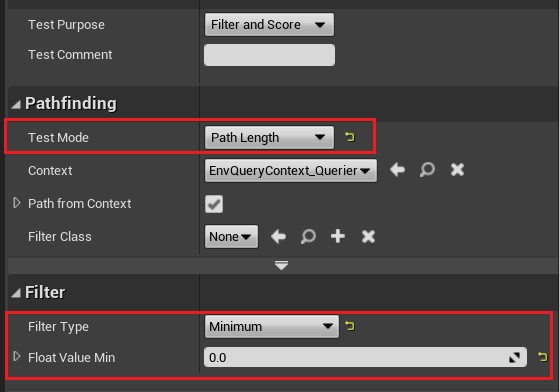 Test Purpose Filter and Score
Test Comment
Pathfinding
Test Mode Path Length
Context EnvQueryContext_Querier
Path from Context
Filter Class None
Filter
Filter Type Minimum
Float Value Min 0.0